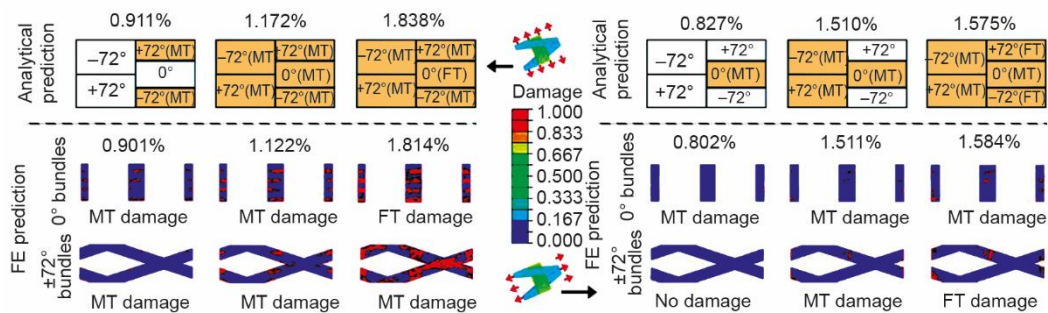 0.911% 1.172% 1.838%
Analytical prediction
−72° +72°(MT) −72°(MT) +72°(MT) −72°(MT) +72°(MT)
0° 0°(MT) 0°(FT)
+72° −72°(MT) +72°(MT) −72°(MT) +72°(MT) −72°(MT)
0.901% 1.122% 1.814%
FE prediction
0° bundles
MT damage MT damage FT damage
±72° bundles
MT damage MT damage MT damage
Damage
1.000
0.833
0.667
0.500
0.333
0.167
0.000
0.827% 1.510% 1.575%
Analytical prediction
−72° +72° −72°(MT) +72° −72°(MT) +72°(FT)
0°(MT) 0°(MT) 0°(MT)
+72° −72° +72°(MT) −72° +72°(MT) −72°(FT)
0.802% 1.511% 1.584%
FE prediction
0° bundles
MT damage MT damage MT damage
±72° bundles
No damage MT damage FT damage